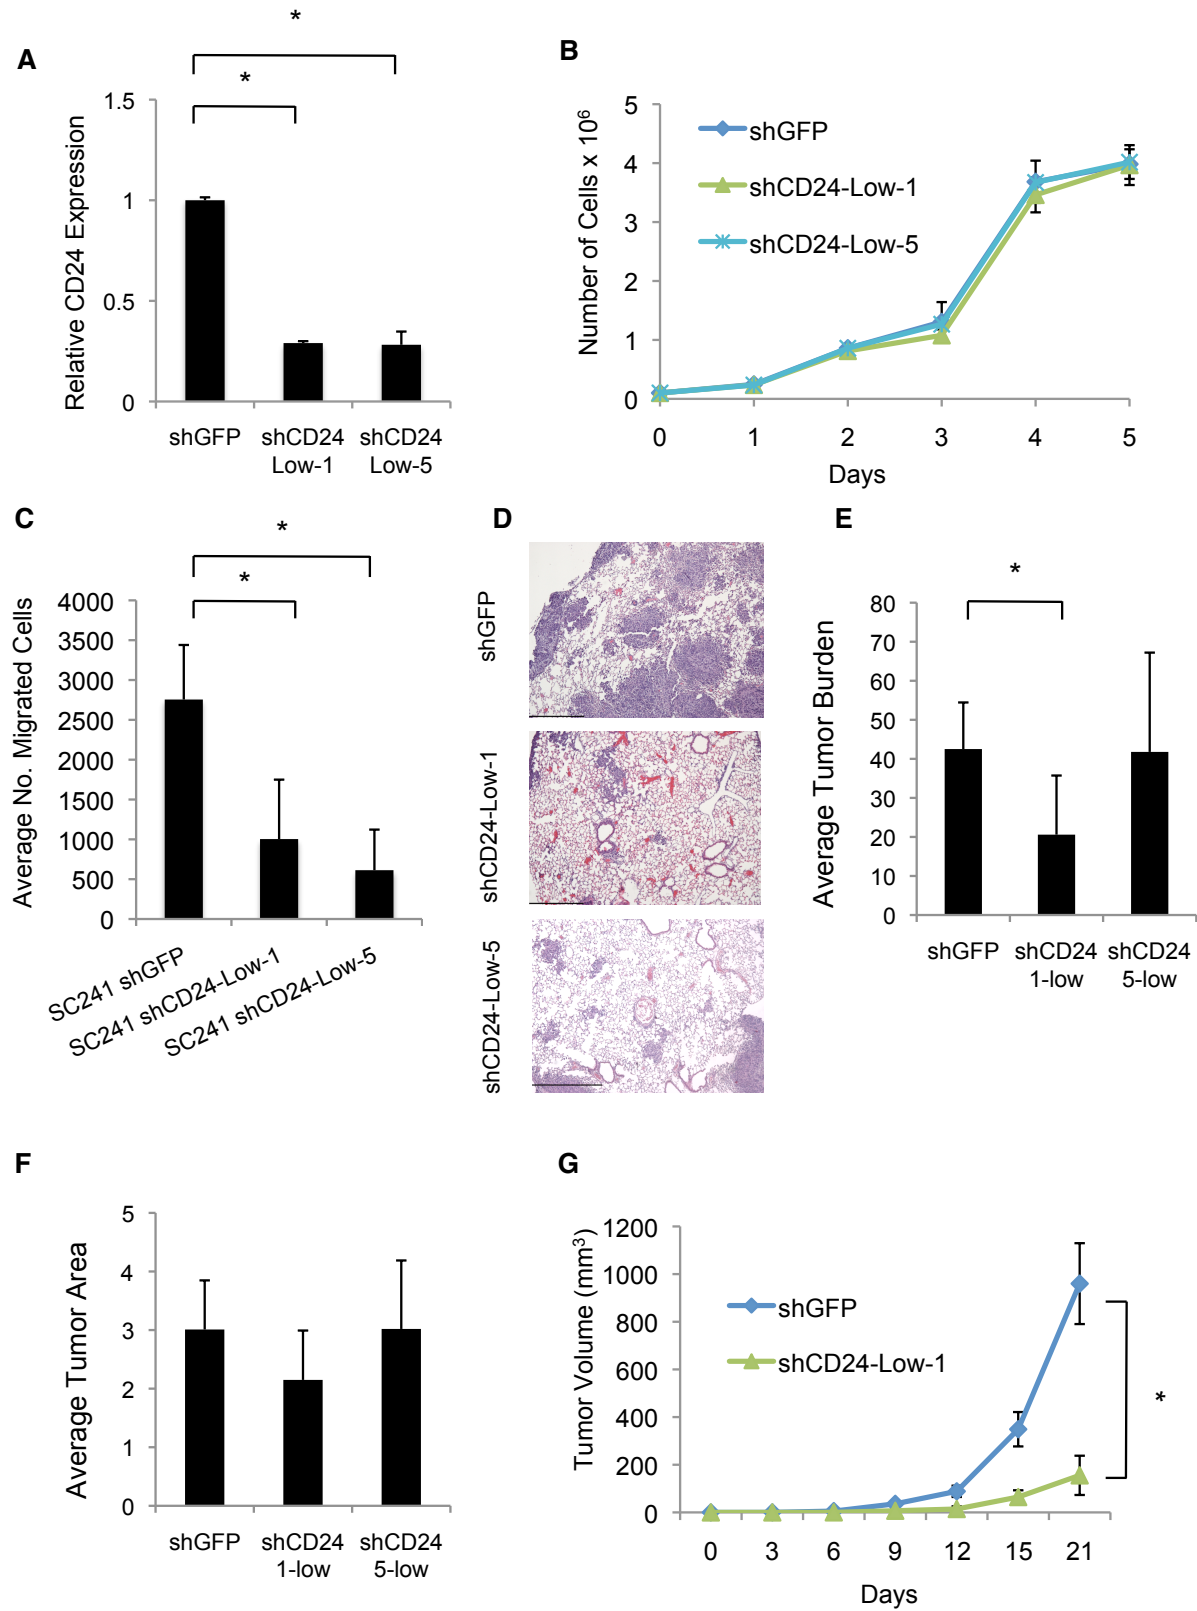 A
*
*
1.5
1
0.5
0
Relative CD24 Expression
shGFP
shCD24
Low-1
shCD24
Low-5
B
5
4
3
2
1
0
Number of Cells x 10⁶
shGFP
shCD24-Low-1
shCD24-Low-5
0 1 2 3 4 5
Days
C
*
*
4000
3500
3000
2500
2000
1500
1000
500
0
Average No. Migrated Cells
SC241 shGFP
SC241 shCD24-Low-1
SC241 shCD24-Low-5
D
shGFP
shCD24-Low-1
shCD24-Low-5
E
*
80
70
60
50
40
30
20
10
0
Average Tumor Burden
shGFP
shCD24
1-low
shCD24
5-low
F
5
4
3
2
1
0
Average Tumor Area
shGFP
shCD24
1-low
shCD24
5-low
G
1200
1000
800
600
400
200
0
Tumor Volume (mm³)
shGFP
shCD24-Low-1
*
0 3 6 9 12 15 21
Days